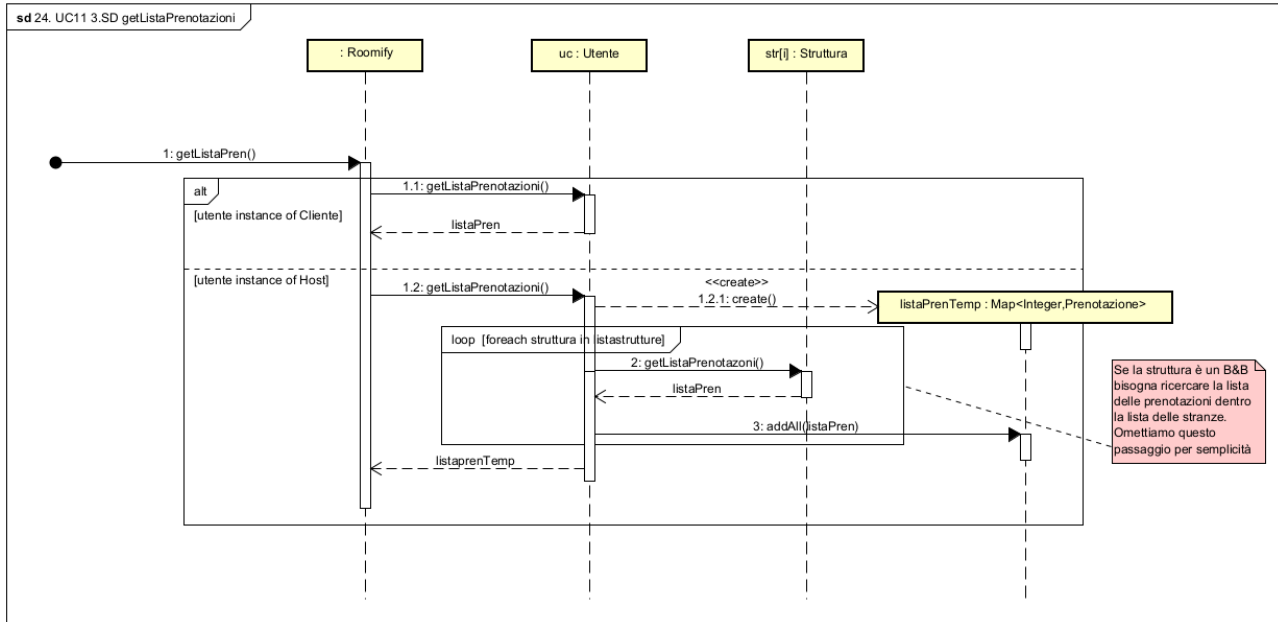 sd 24. UC11 3.SD getListaPrenotazioni
: Roomify
uc : Utente
str[i] : Struttura
1: getListaPren()
alt
1.1: getListaPrenotazioni()
[utente instance of Cliente]
listaPren
[utente instance of Host]
<<create>>
1.2: getListaPrenotazioni()
1.2.1: create()
listaPrenTemp : Map<Integer,Prenotazione>
loop [foreach struttura in listastrutture]
2: getListaPrenotazoni()
listaPren
3: addAll(listaPren)
listaprenTemp
Se la struttura è un B&B
bisogna ricercare la lista
delle prenotazioni dentro
la lista delle stranze.
Omettiamo questo
passaggio per semplicità